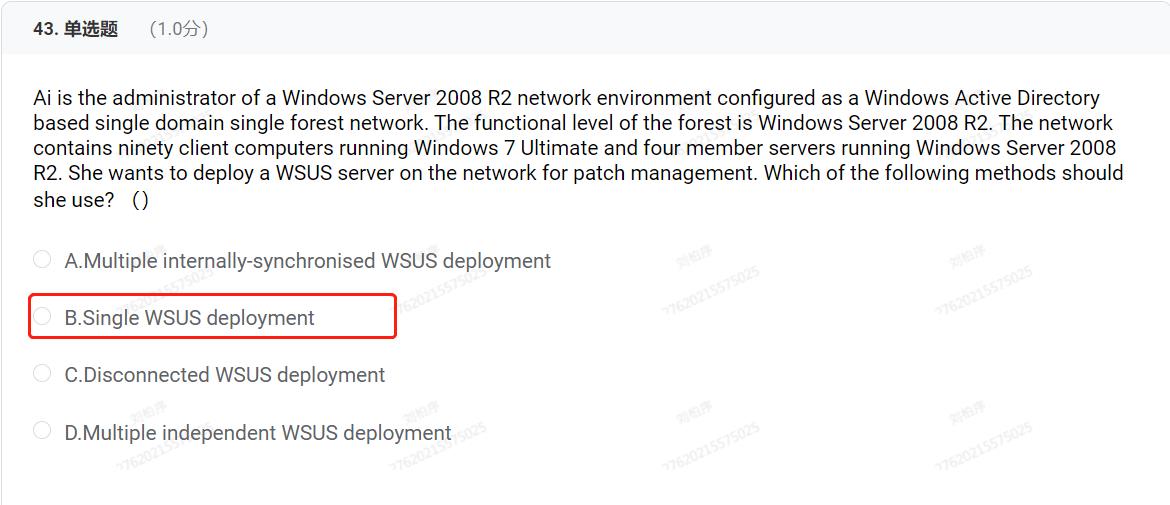 43. 单选题 （1.0分）
Ai is the administrator of a Windows Server 2008 R2 network environment configured as a Windows Active Directory
based single domain single forest network. The functional level of the forest is Windows Server 2008 R2. The network
contains ninety client computers running Windows 7 Ultimate and four member servers running Windows Server 2008
R2. She wants to deploy a WSUS server on the network for patch management. Which of the following methods should
she use? （）
A.Multiple internally-synchronised WSUS deployment
B.Single WSUS deployment
C.Disconnected WSUS deployment
D.Multiple independent WSUS deployment